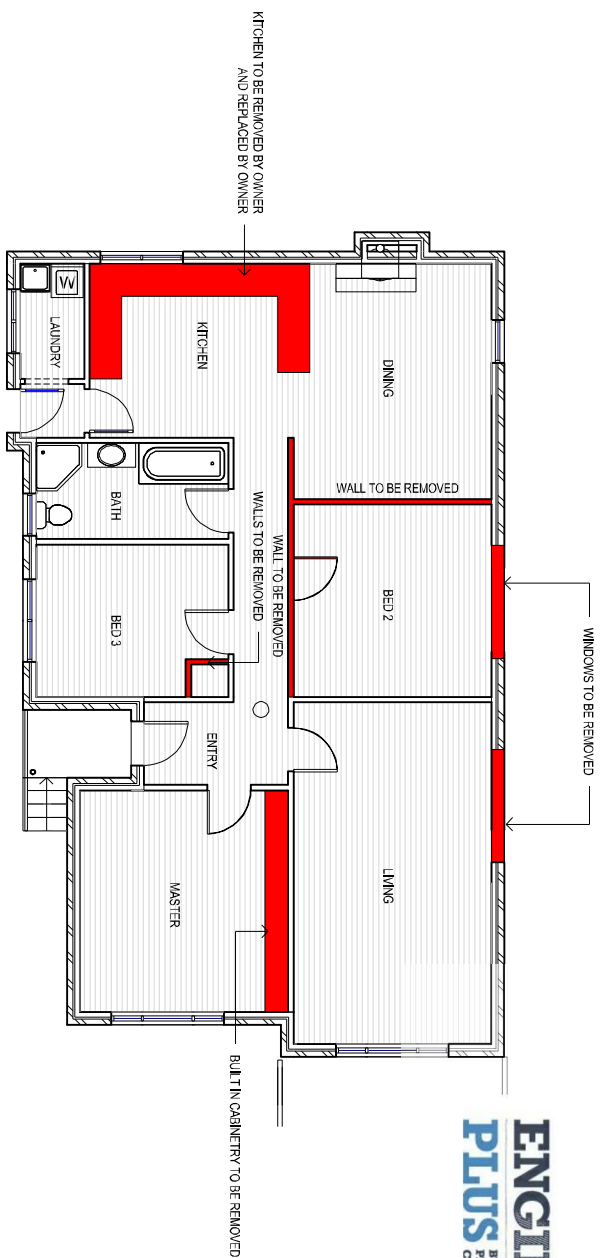 WINDOWS TO BE REMOVED
ENGI
PLUS
DINING
WALL TO BE REMOVED
BED 2
LIVING
WALL TO BE REMOVED
WALLS TO BE REMOVED
KITCHEN TO BE REMOVED BY OWNER
AND REPLACED BY OWNER
BUILT IN CABINETRY TO BE REMOVED
ENTRY
KITCHEN
MASTER
BATH
BED 3
W
LAUNDRY